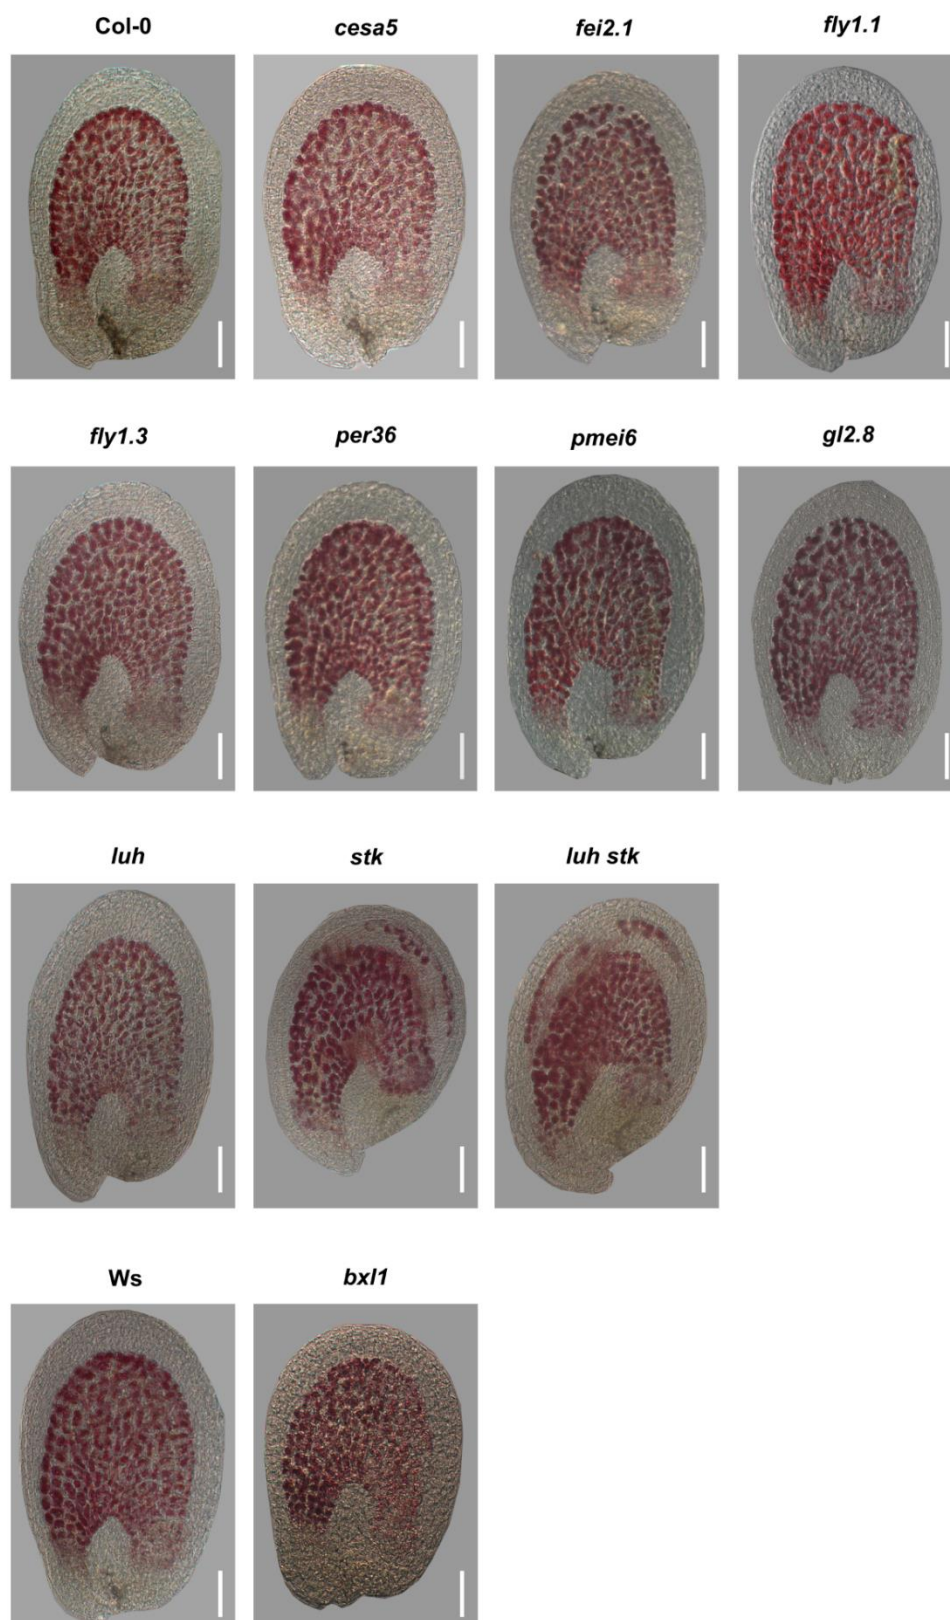 Col-0 cesa5 fei2.1 fly1.1
fly1.3 per36 pmei6 gl2.8
luh stk luh stk
Ws bxl1